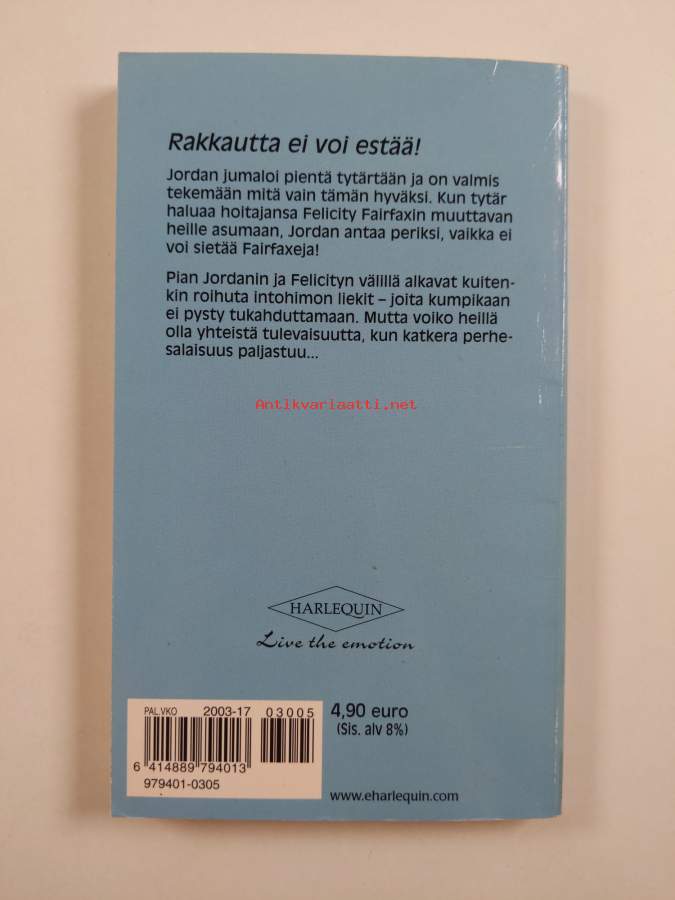 Rakkautta ei voi estää!
Jordan jumaloi pientä tytärtään ja on valmis
tekemään mitä vain tämän hyväksi. Kun tytär
haluaa hoitajansa Felicity Fairfaxin muuttavan
heille asumaan, Jordan antaa periksi, vaikka ei
voi sietää Fairfaxeja!
Pian Jordanin ja Felicityn välillä alkavat kuiten-
kin roihuta intohimon liekit – joita kumpikaan
ei pysty tukahduttamaan. Mutta voiko heillä
olla yhteistä tulevaisuutta, kun katkera perhe-
salaisuus paljastuu...
Antikvariaatti.net
HARLEQUIN
Live the emotion
PAL.VKO 2003-17 03005
6 414889 794013
979401-0305
4,90 euro
(Sis. alv 8%)
www.eharlequin.com